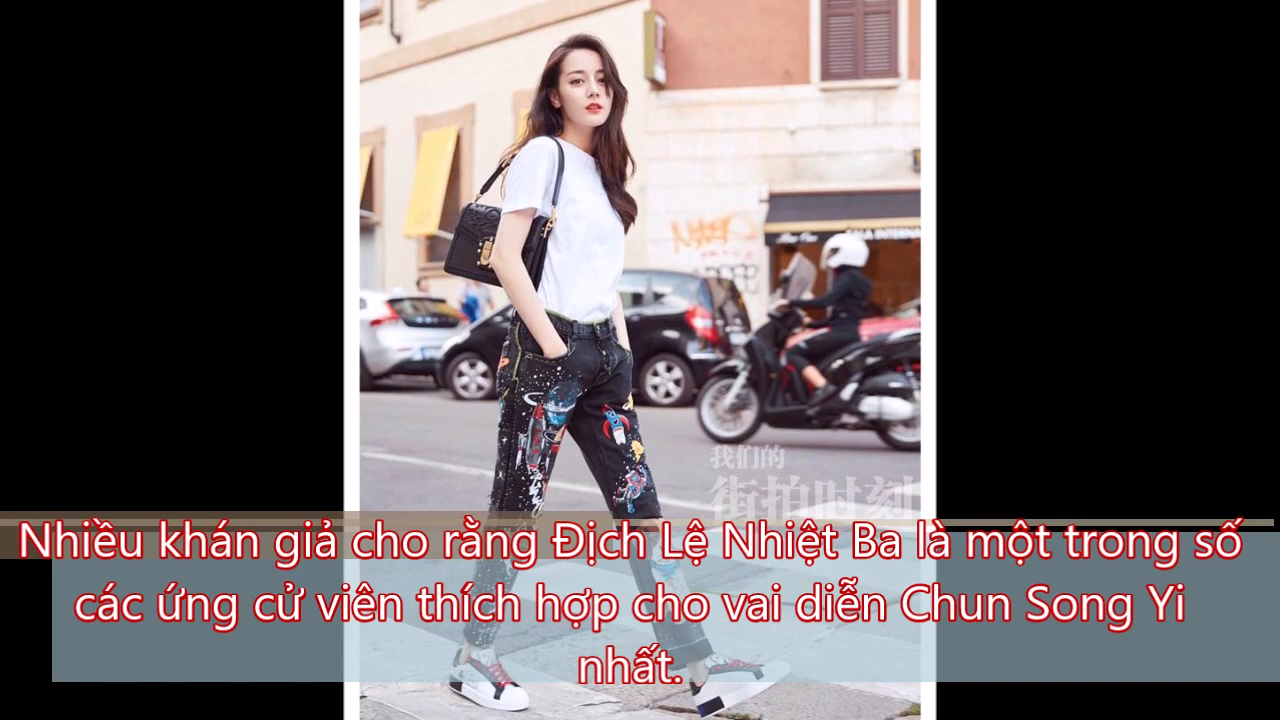 我们的
街拍时刻
Nhiều khán giả cho rằng Địch Lệ Nhiệt Ba là một trong số
các ứng cử viên thích hợp cho vai diễn Chun Song Yi
nhất.